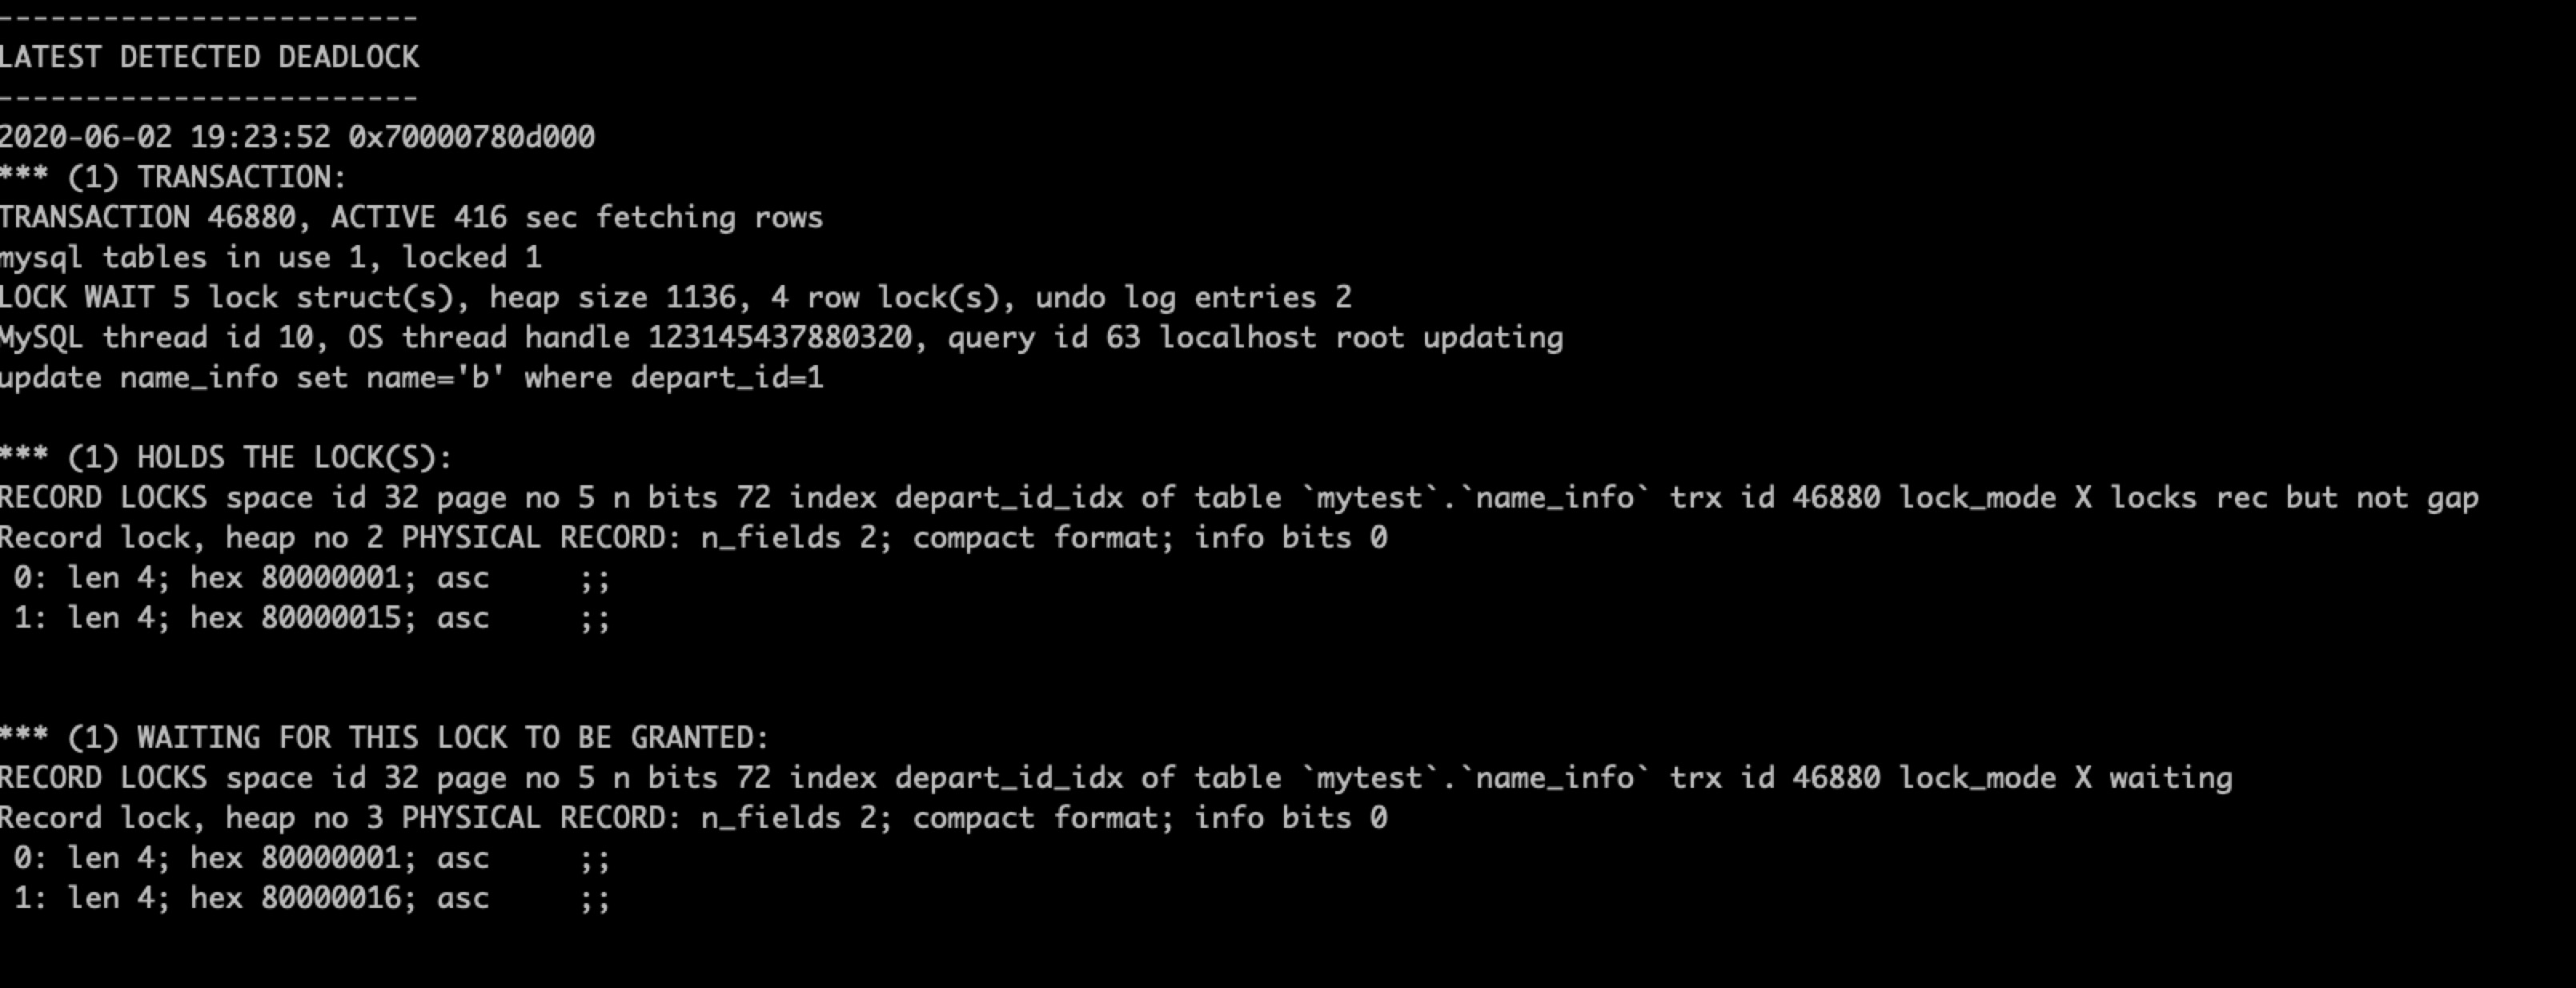 ------------------------
LATEST DETECTED DEADLOCK
------------------------
2020-06-02 19:23:52 0x70000780d000
*** (1) TRANSACTION:
TRANSACTION 46880, ACTIVE 416 sec fetching rows
mysql tables in use 1, locked 1
LOCK WAIT 5 lock struct(s), heap size 1136, 4 row lock(s), undo log entries 2
MySQL thread id 10, OS thread handle 123145437880320, query id 63 localhost root updating
update name_info set name='b' where depart_id=1
*** (1) HOLDS THE LOCK(S):
RECORD LOCKS space id 32 page no 5 n bits 72 index depart_id_idx of table `mytest`.`name_info` trx id 46880 lock_mode X locks rec but not gap
Record lock, heap no 2 PHYSICAL RECORD: n_fields 2; compact format; info bits 0
 0: len 4; hex 80000001; asc     ;;
 1: len 4; hex 80000015; asc     ;;
*** (1) WAITING FOR THIS LOCK TO BE GRANTED:
RECORD LOCKS space id 32 page no 5 n bits 72 index depart_id_idx of table `mytest`.`name_info` trx id 46880 lock_mode X waiting
Record lock, heap no 3 PHYSICAL RECORD: n_fields 2; compact format; info bits 0
 0: len 4; hex 80000001; asc     ;;
 1: len 4; hex 80000016; asc     ;;